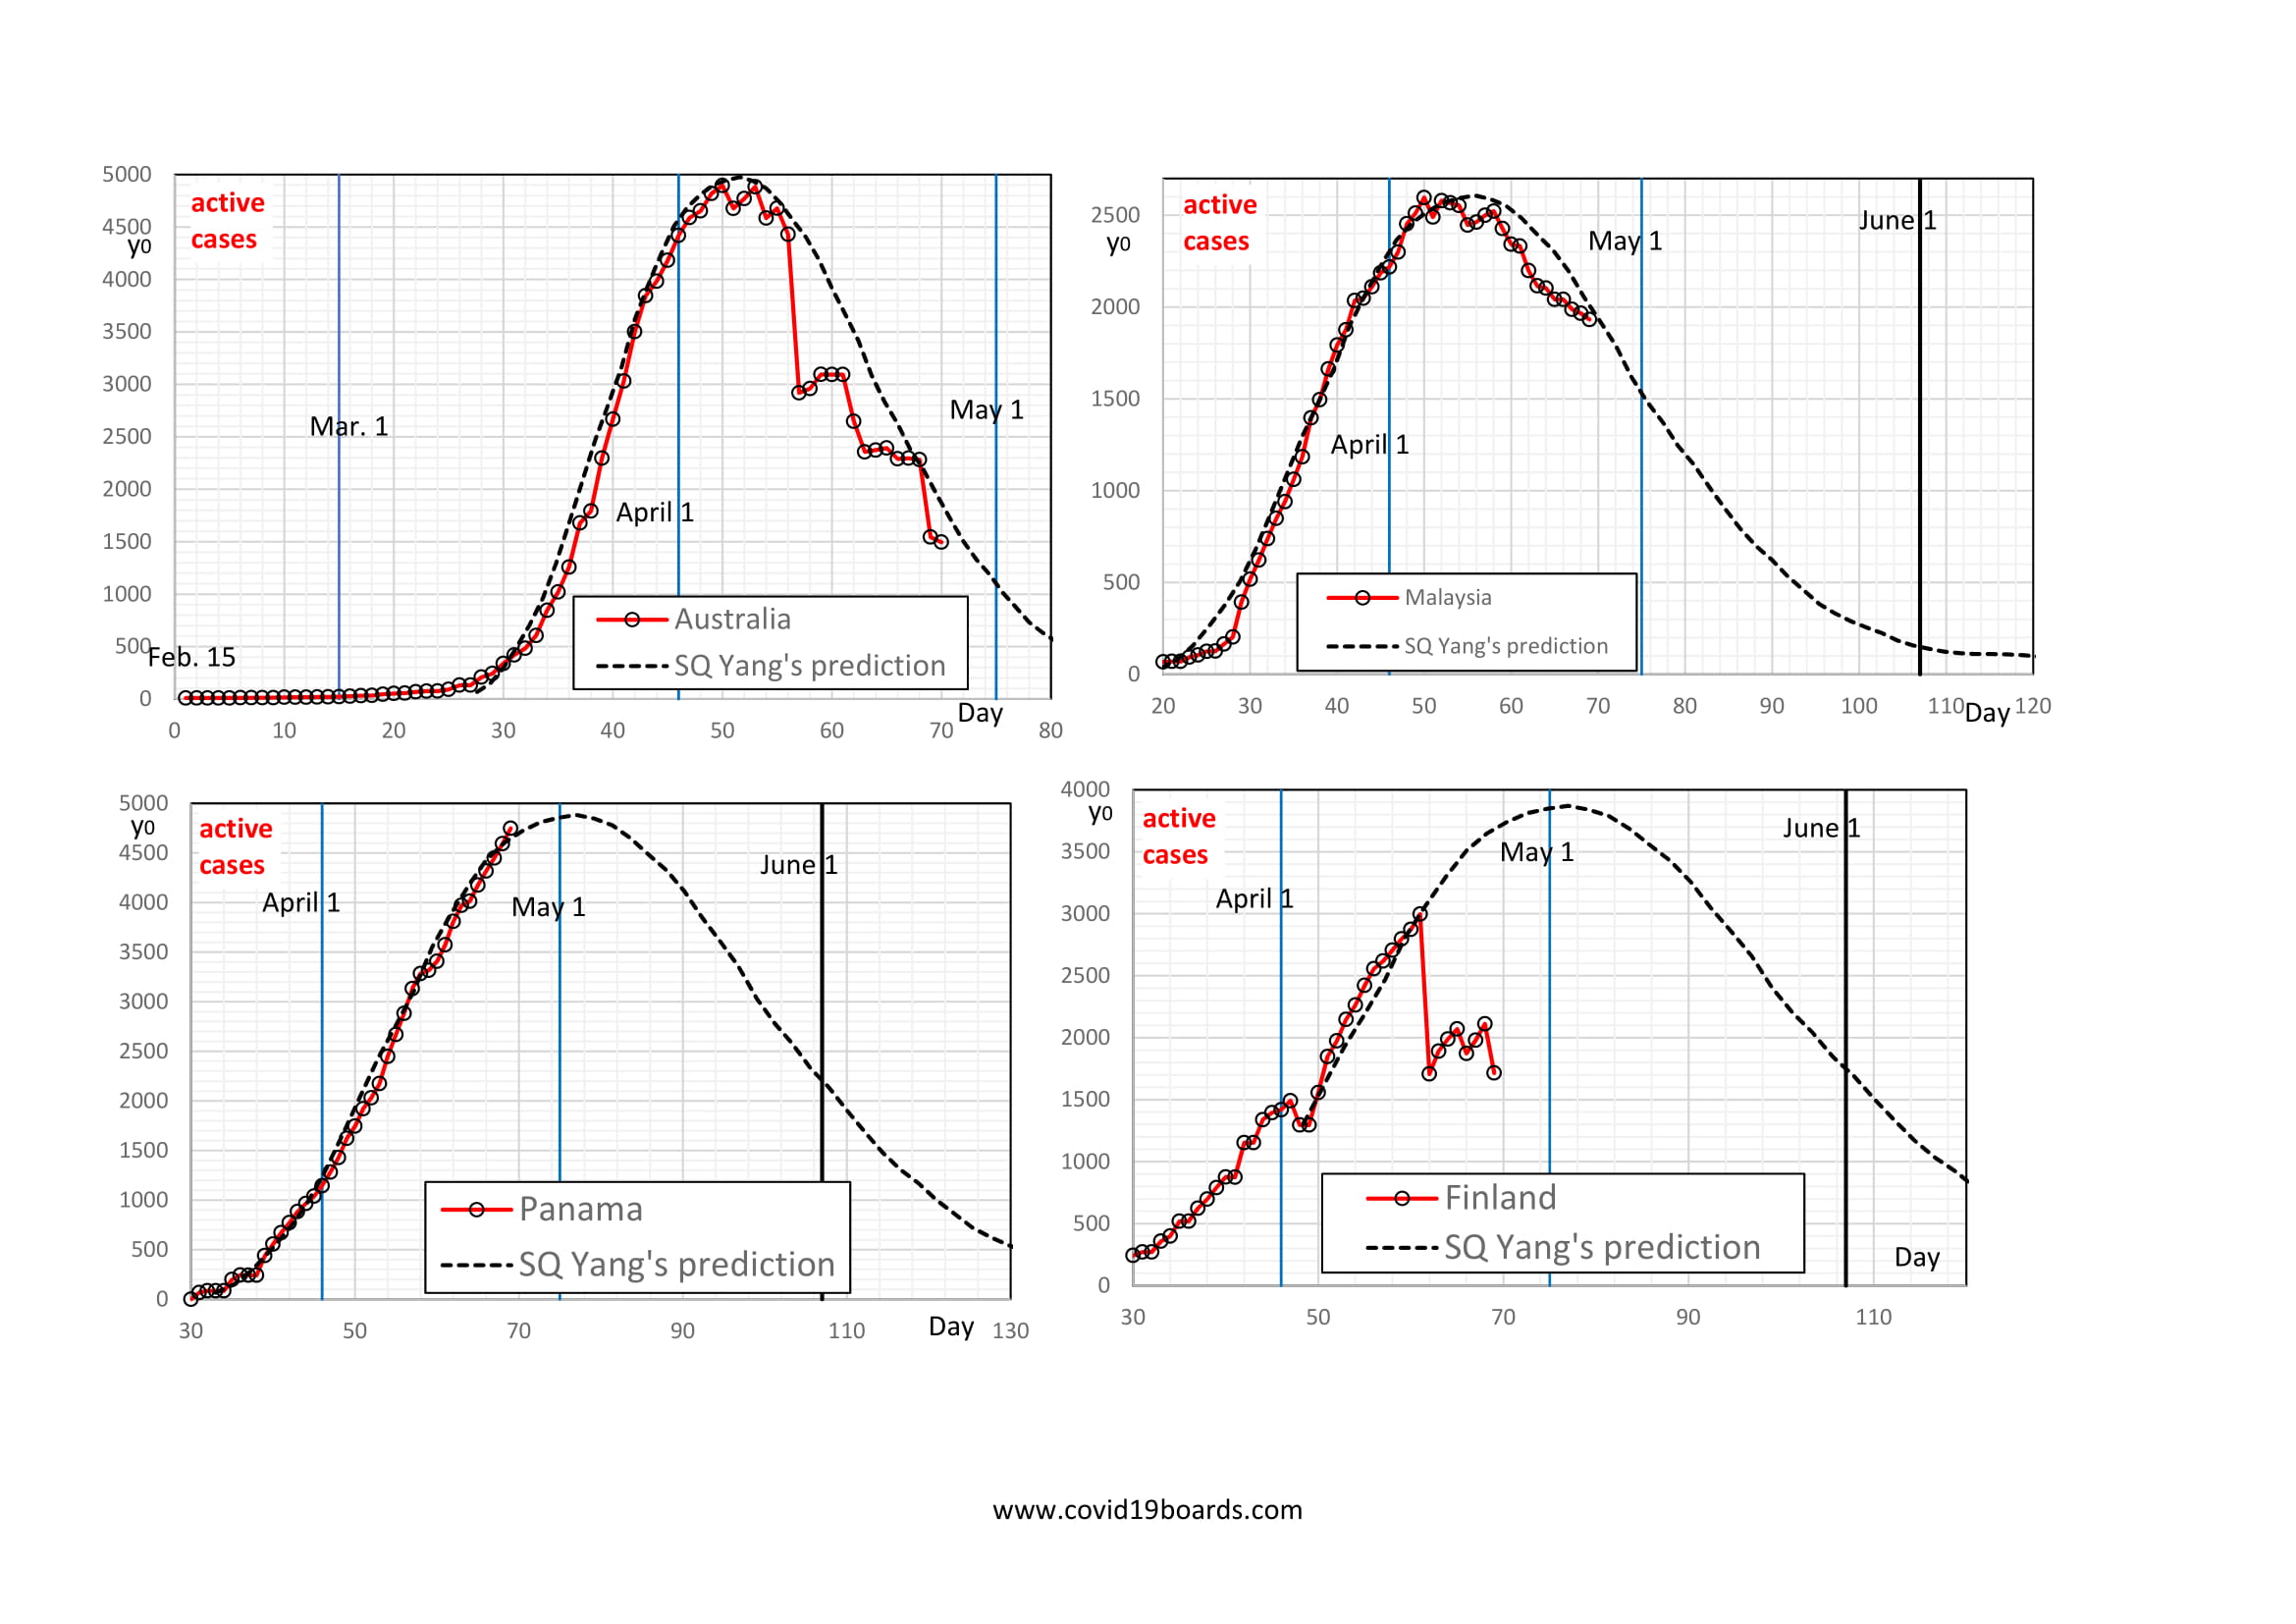 5000
4500
4000
3500
3000
2500
2000
1500
1000
500
0
active
cases
y0
Mar. 1
April 1
May 1
Feb. 15
Australia
SQ Yang's prediction
Day
0 10 20 30 40 50 60 70 80
2500
2000
1500
1000
500
0
active
cases
y0
April 1
May 1
June 1
Malaysia
SQ Yang's prediction
20 30 40 50 60 70 80 90 100 110 Day 120
5000
4500
4000
3500
3000
2500
2000
1500
1000
500
0
active
cases
y0
April 1
May 1
June 1
Panama
SQ Yang's prediction
30 50 70 90 110 Day 130
4000
3500
3000
2500
2000
1500
1000
500
0
y0
active
cases
April 1
May 1
June 1
Finland
SQ Yang's prediction
Day
30 50 70 90 110
www.covid19boards.com